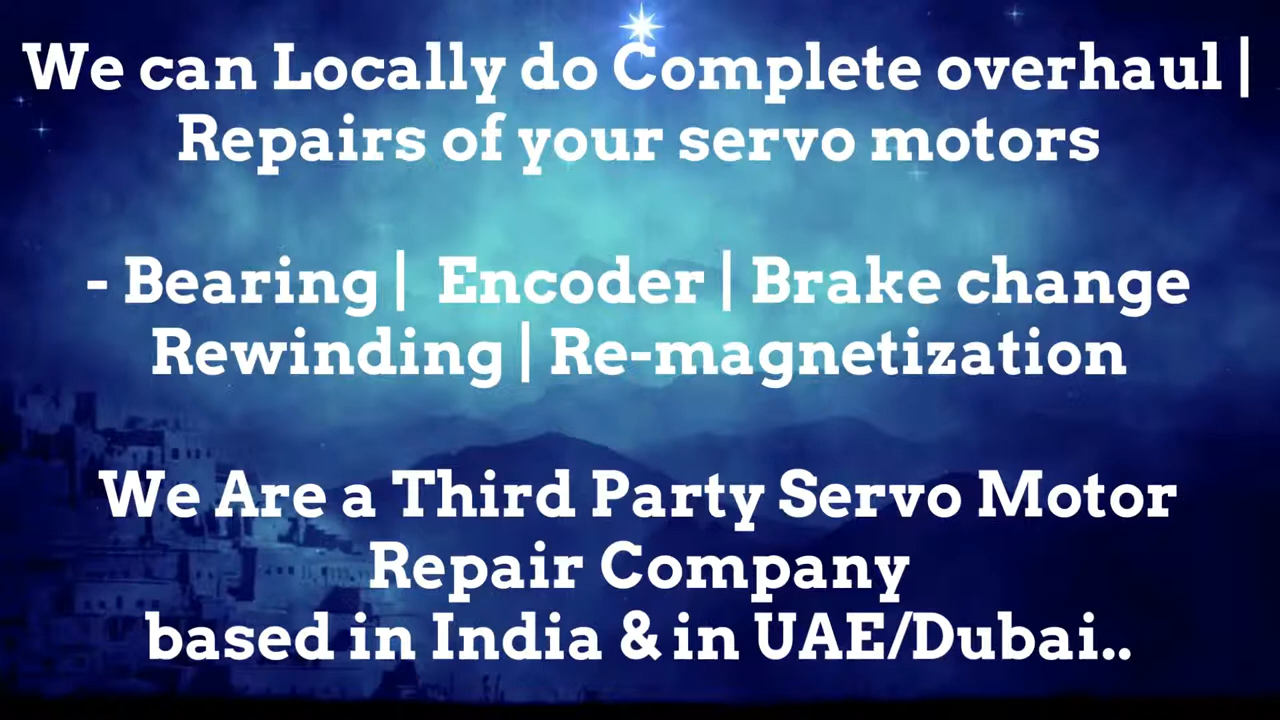 We can Locally do Complete overhaul |
Repairs of your servo motors
- Bearing | Encoder | Brake change
Rewinding | Re-magnetization
We Are a Third Party Servo Motor
Repair Company
based in India & in UAE/Dubai..